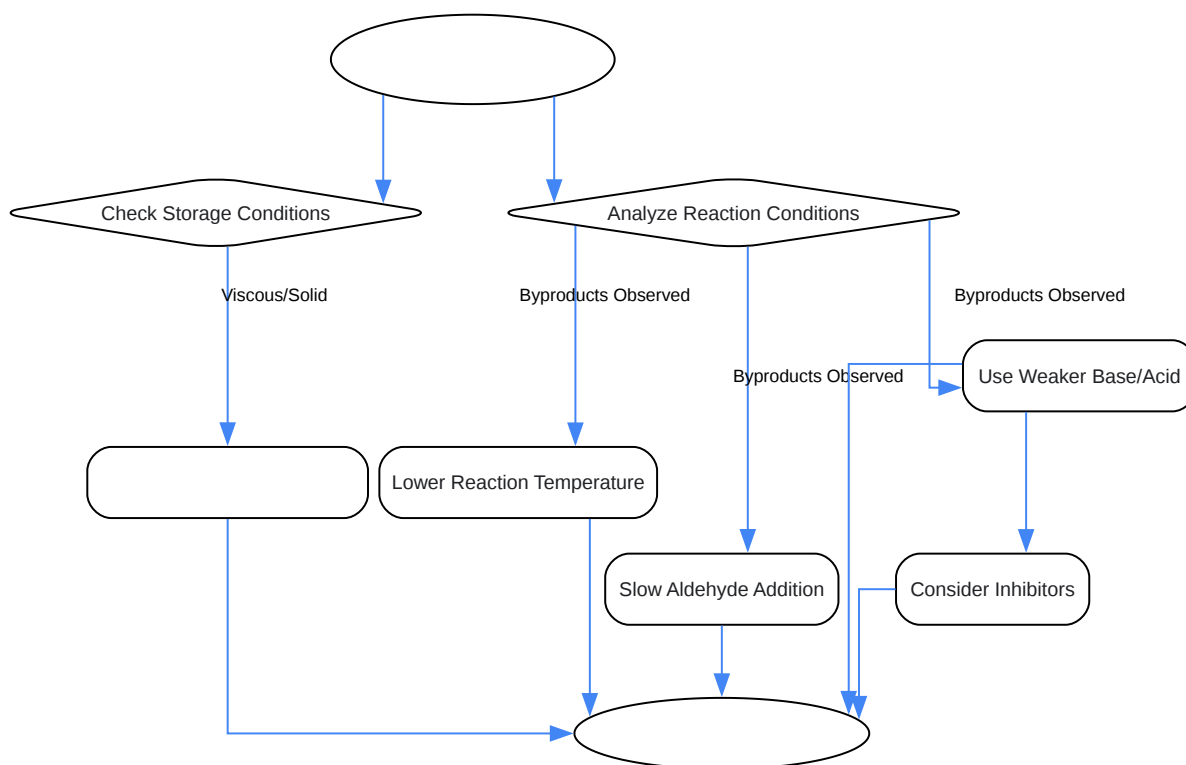 Check Storage Conditions
Analyze Reaction Conditions
Viscous/Solid
Byproducts Observed
Byproducts Observed
Byproducts Observed
Use Weaker Base/Acid
Lower Reaction Temperature
Slow Aldehyde Addition
Consider Inhibitors